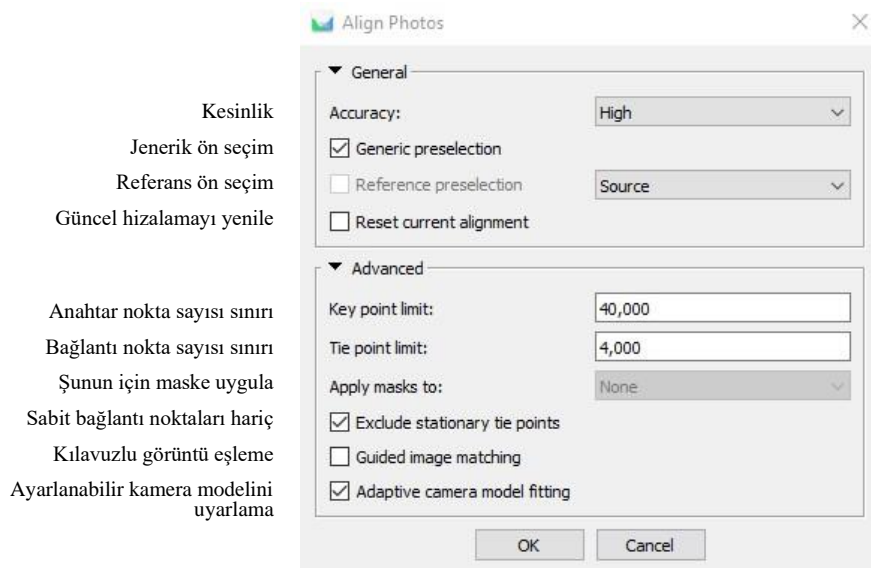 Align Photos
General
Kesinlik Accuracy: High
Jenerik ön seçim Generic preselection
Referans ön seçim Reference preselection Source
Güncel hizalamayı yenile Reset current alignment
Advanced
Anahtar nokta sayısı sınırı Key point limit: 40,000
Bağlantı nokta sayısı sınırı Tie point limit: 4,000
Şunun için maske uygula Apply masks to: None
Sabit bağlantı noktaları hariç Exclude stationary tie points
Kılavuzlu görüntü eşleme Guided image matching
Ayarlanabilir kamera modelini Adaptive camera model fitting
uyarlama
OK Cancel